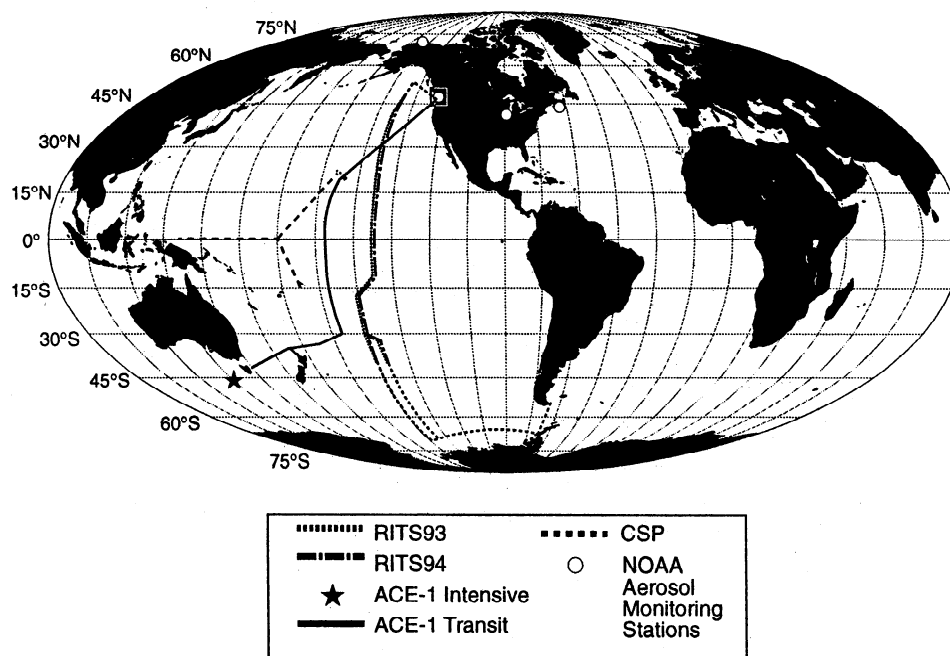 75°N
60°N
45°N
30°N
15°N
0°
15°S
30°S
45°S
60°S
75°S
RITS93
RITS94
ACE-1 Intensive
ACE-1 Transit
CSP
NOAA
Aerosol
Monitoring
Stations